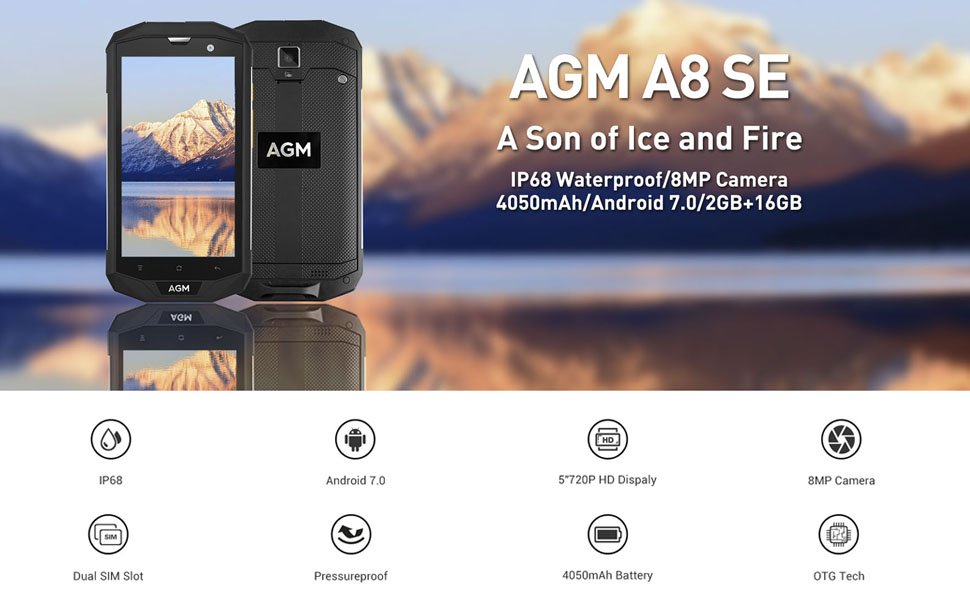 AGM A8 SE
A Son of Ice and Fire
IP68 Waterproof/8MP Camera
4050mAh/Android 7.0/2GB+16GB
AGM
AGM
AGM
IP68
Android 7.0
HD
5"720P HD Dispaly
8MP Camera
SIM
Dual SIM Slot
Pressureproof
4050mAh Battery
OTG Tech